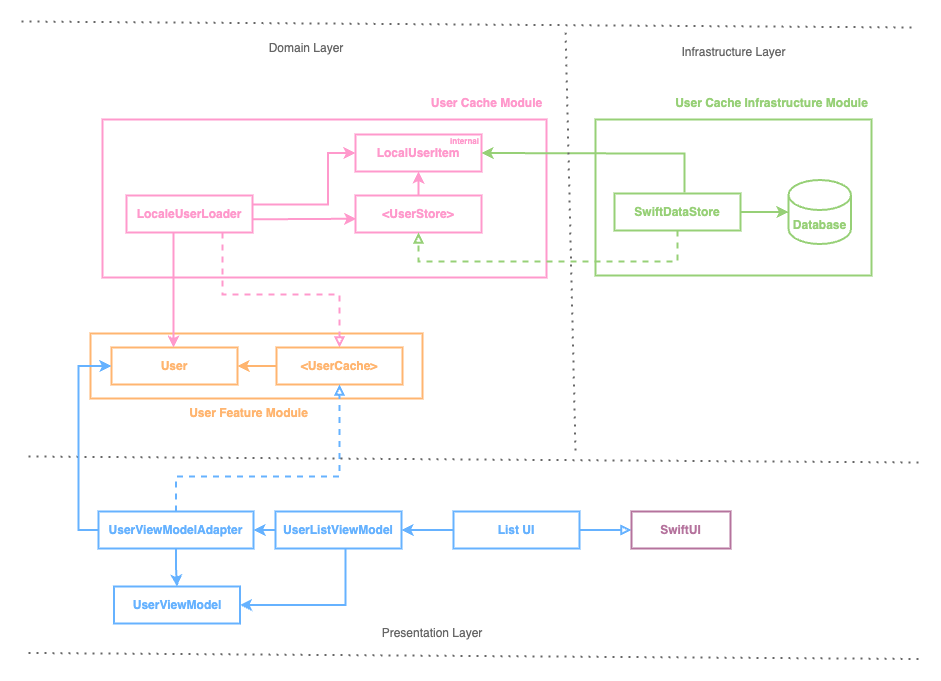 Domain Layer
Infrastructure Layer
User Cache Module
User Cache Infrastructure Module
internal
LocalUserItem
LocaleUserLoader
<UserStore>
SwiftDataStore
Database
User
<UserCache>
User Feature Module
UserViewModelAdapter
UserListViewModel
List UI
SwiftUI
UserViewModel
Presentation Layer